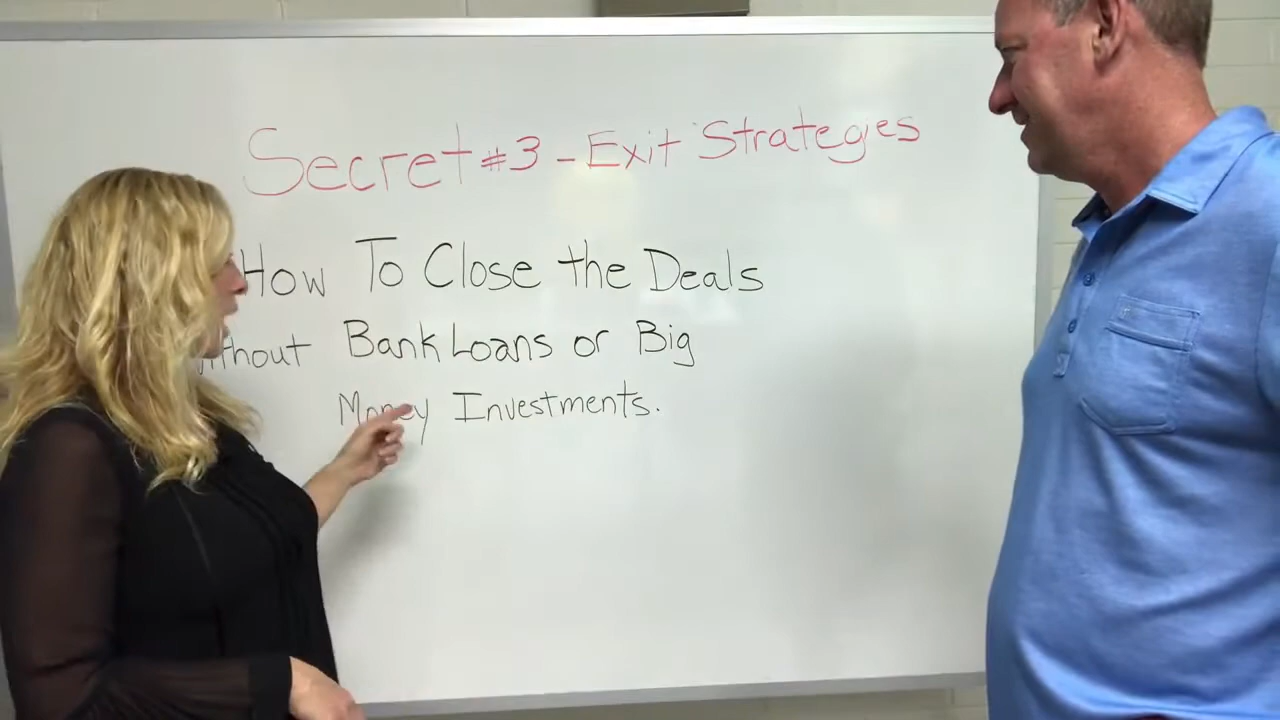 Secret #3 - Exit Strategies
How To Close the Deals
without Bank Loans or Big
Money Investments.